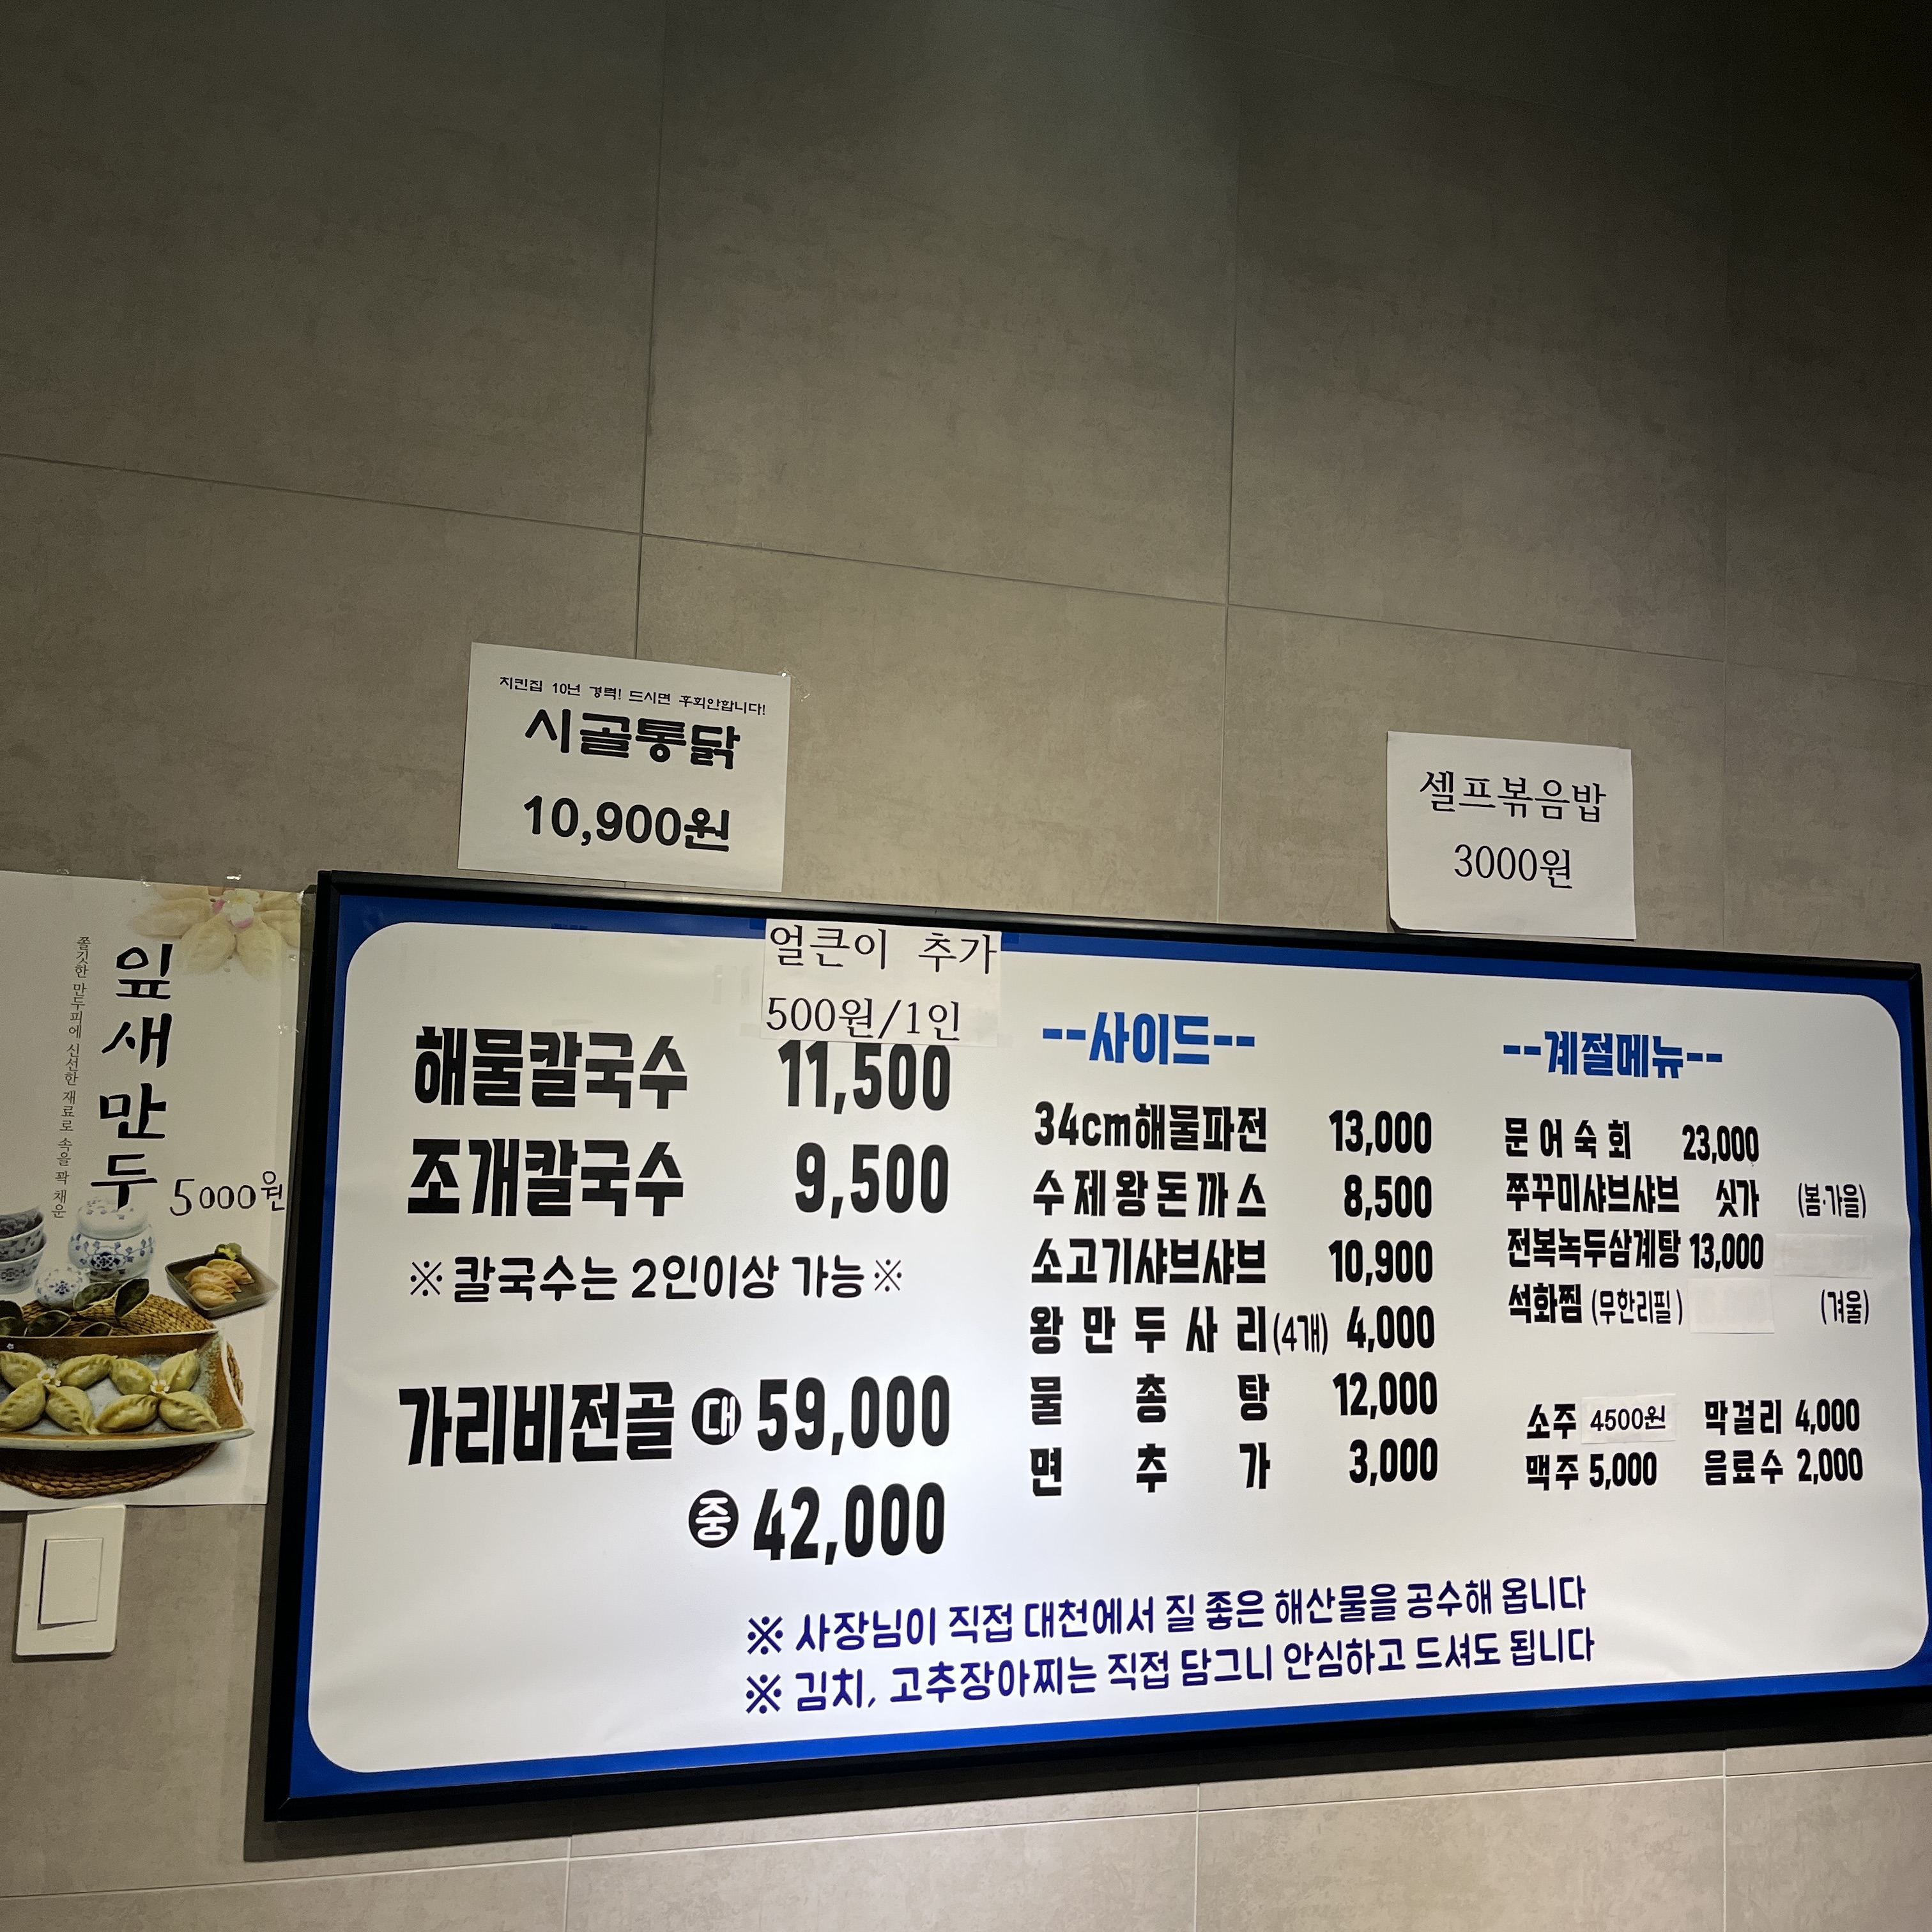 치킨집 10년 경력! 드시면 후회안합니다!
시골통닭
10,900원
셀프볶음밥
3000원
잎새만두
쫄깃한 만두피에 신선한 재료로 속을 꽉 채운
5000원
얼큰이 추가
500원/1인
해물칼국수 11,500
조개칼국수 9,500
※칼국수는 2인이상 가능※
가리비전골 대 59,000
중 42,000
--사이드--
34cm해물파전 13,000
수제왕돈까스 8,500
소고기샤브샤브 10,900
왕만두사리(4개) 4,000
물총탕 12,000
면추가 3,000
--계절메뉴--
문어숙회 23,000
쭈꾸미샤브샤브 싯가 (봄·가을)
전복녹두삼계탕 13,000
석화찜 (무한리필) (겨울)
소주 4500원 막걸리 4,000
맥주 5,000 음료수 2,000
※ 사장님이 직접 대천에서 질 좋은 해산물을 공수해 옵니다
※ 김치, 고추장아찌는 직접 담그니 안심하고 드셔도 됩니다